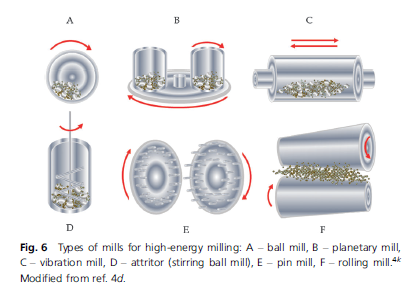 A
B
C
D
E
F
Fig. 6 Types of mills for high-energy milling: A – ball mill, B – planetary mill,
C – vibration mill, D – attritor (stirring ball mill), E – pin mill, F – rolling mill.4k
Modified from ref. 4d.